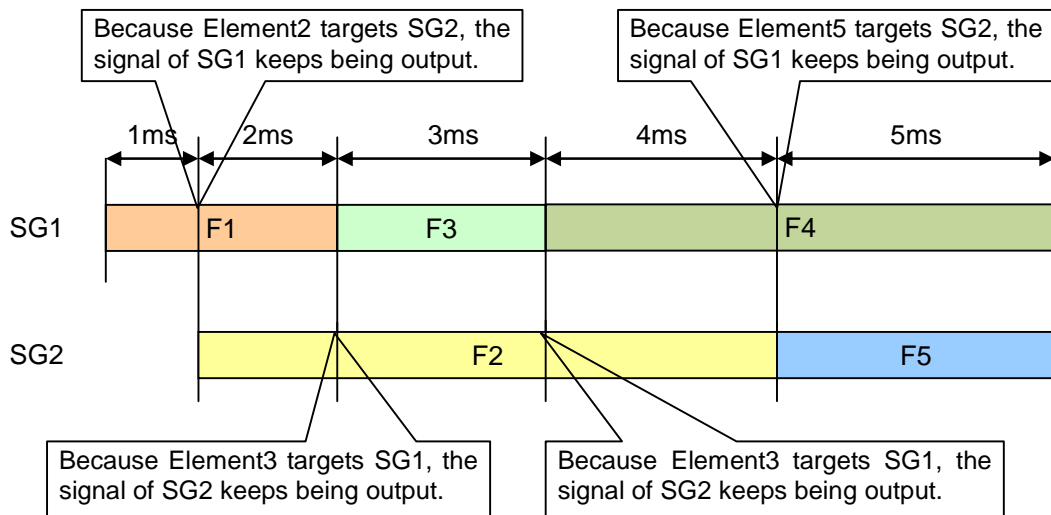 Because Element2 targets SG2, the
signal of SG1 keeps being output.
Because Element5 targets SG2, the
signal of SG1 keeps being output.
1ms 2ms 3ms 4ms 5ms
SG1 F1 F3 F4
SG2 F2 F5
Because Element3 targets SG1, the
signal of SG2 keeps being output.
Because Element3 targets SG1, the
signal of SG2 keeps being output.